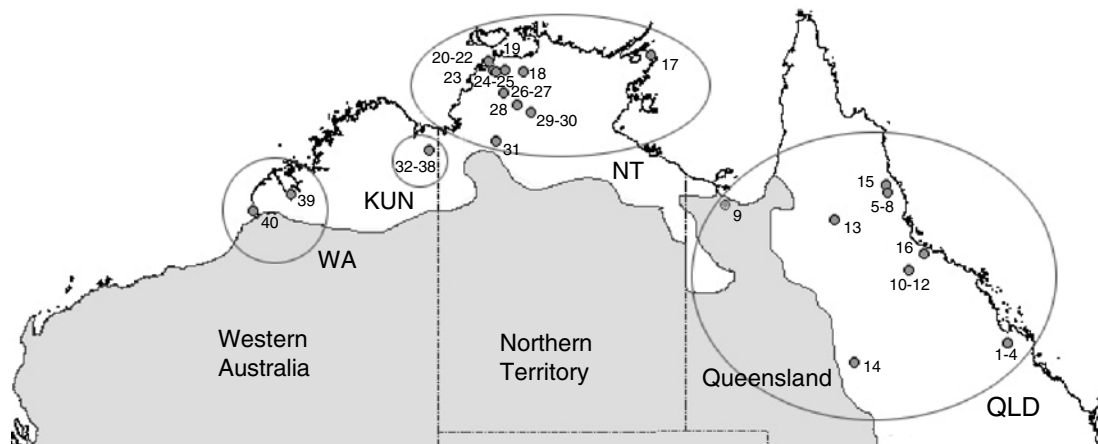 19
20-22
17
23
24-25
18
26-27
28
29-30
31
32-38
NT
KUN
15
5-8
39
9
13
40
16
WA
10-12
Western
Australia
Northern
Territory
1-4
14
Queensland
QLD